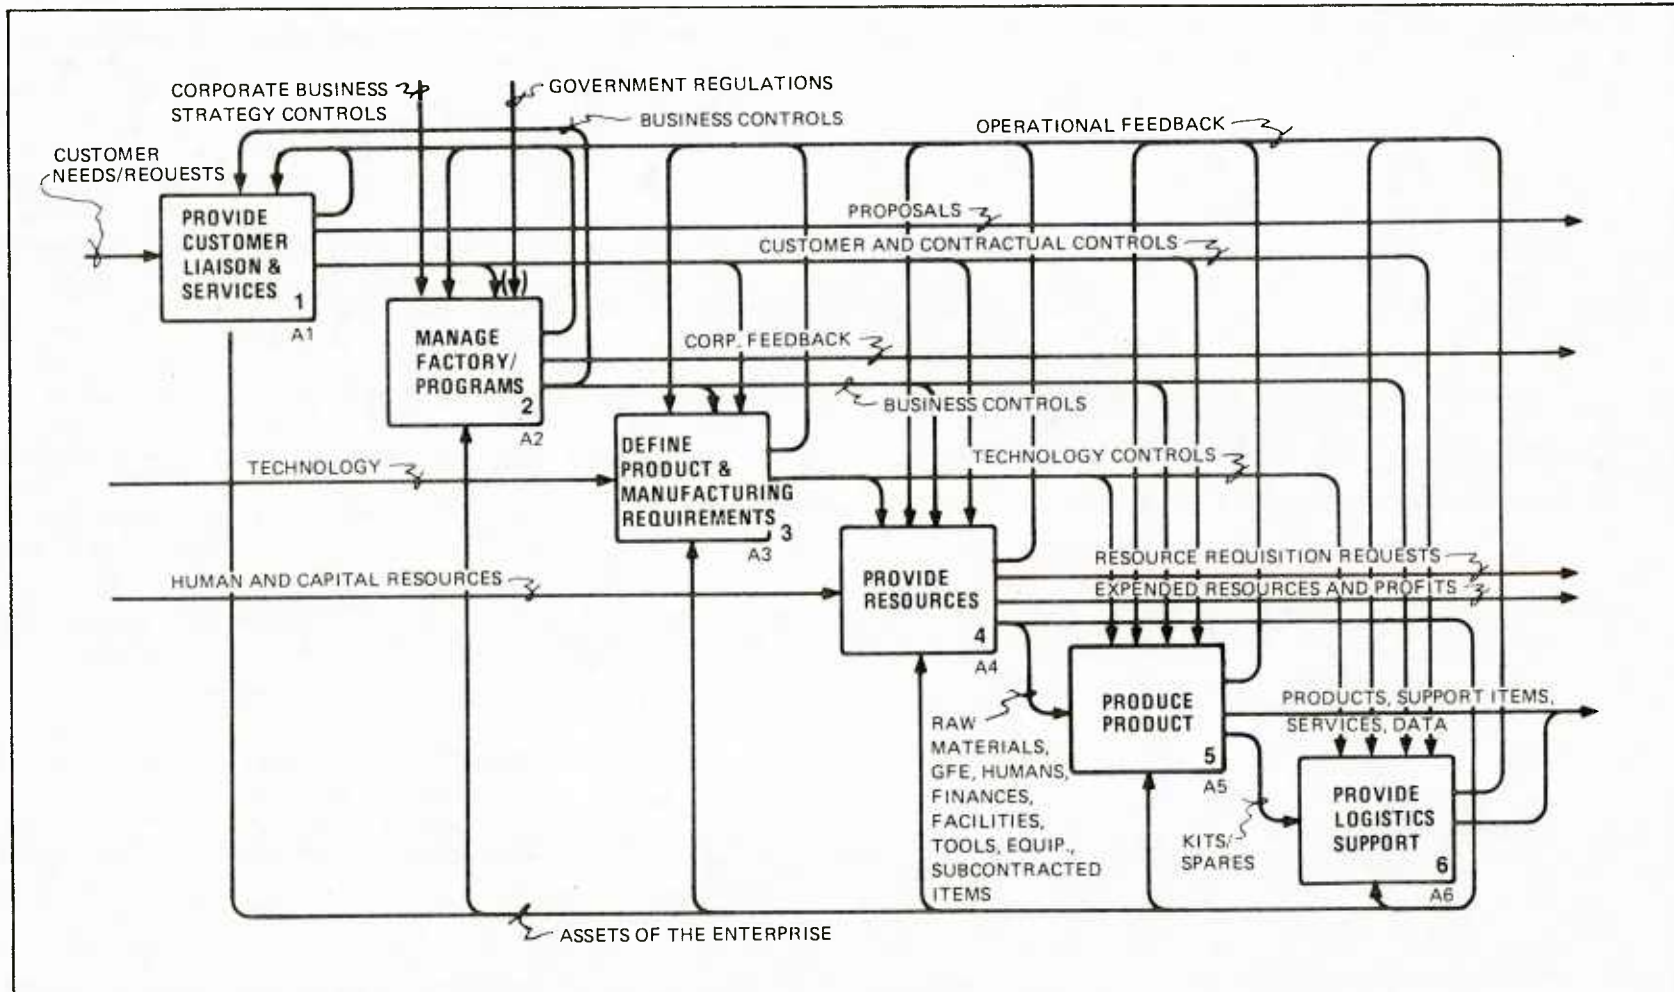 CORPORATE BUSINESS
STRATEGY CONTROLS
GOVERNMENT REGULATIONS
BUSINESS CONTROLS
OPERATIONAL FEEDBACK
CUSTOMER
NEEDS/REQUESTS
PROVIDE
CUSTOMER
LIAISON &
SERVICES
1
A1
PROPOSALS
CUSTOMER AND CONTRACTUAL CONTROLS
MANAGE
FACTORY/
PROGRAMS
2
A2
CORP. FEEDBACK
BUSINESS CONTROLS
TECHNOLOGY
DEFINE
PRODUCT &
MANUFACTURING
REQUIREMENTS
3
A3
TECHNOLOGY CONTROLS
HUMAN AND CAPITAL RESOURCES
PROVIDE
RESOURCES
4
A4
RESOURCE REQUISITION REQUESTS
EXPENDED RESOURCES AND PROFITS
RAW
MATERIALS,
GFE, HUMANS,
FINANCES,
FACILITIES,
TOOLS, EQUIP.,
SUBCONTRACTED
ITEMS
PRODUCE
PRODUCT
5
A5
PRODUCTS, SUPPORT ITEMS,
SERVICES, DATA
KITS/
SPARES
PROVIDE
LOGISTICS
SUPPORT
6
A6
ASSETS OF THE ENTERPRISE